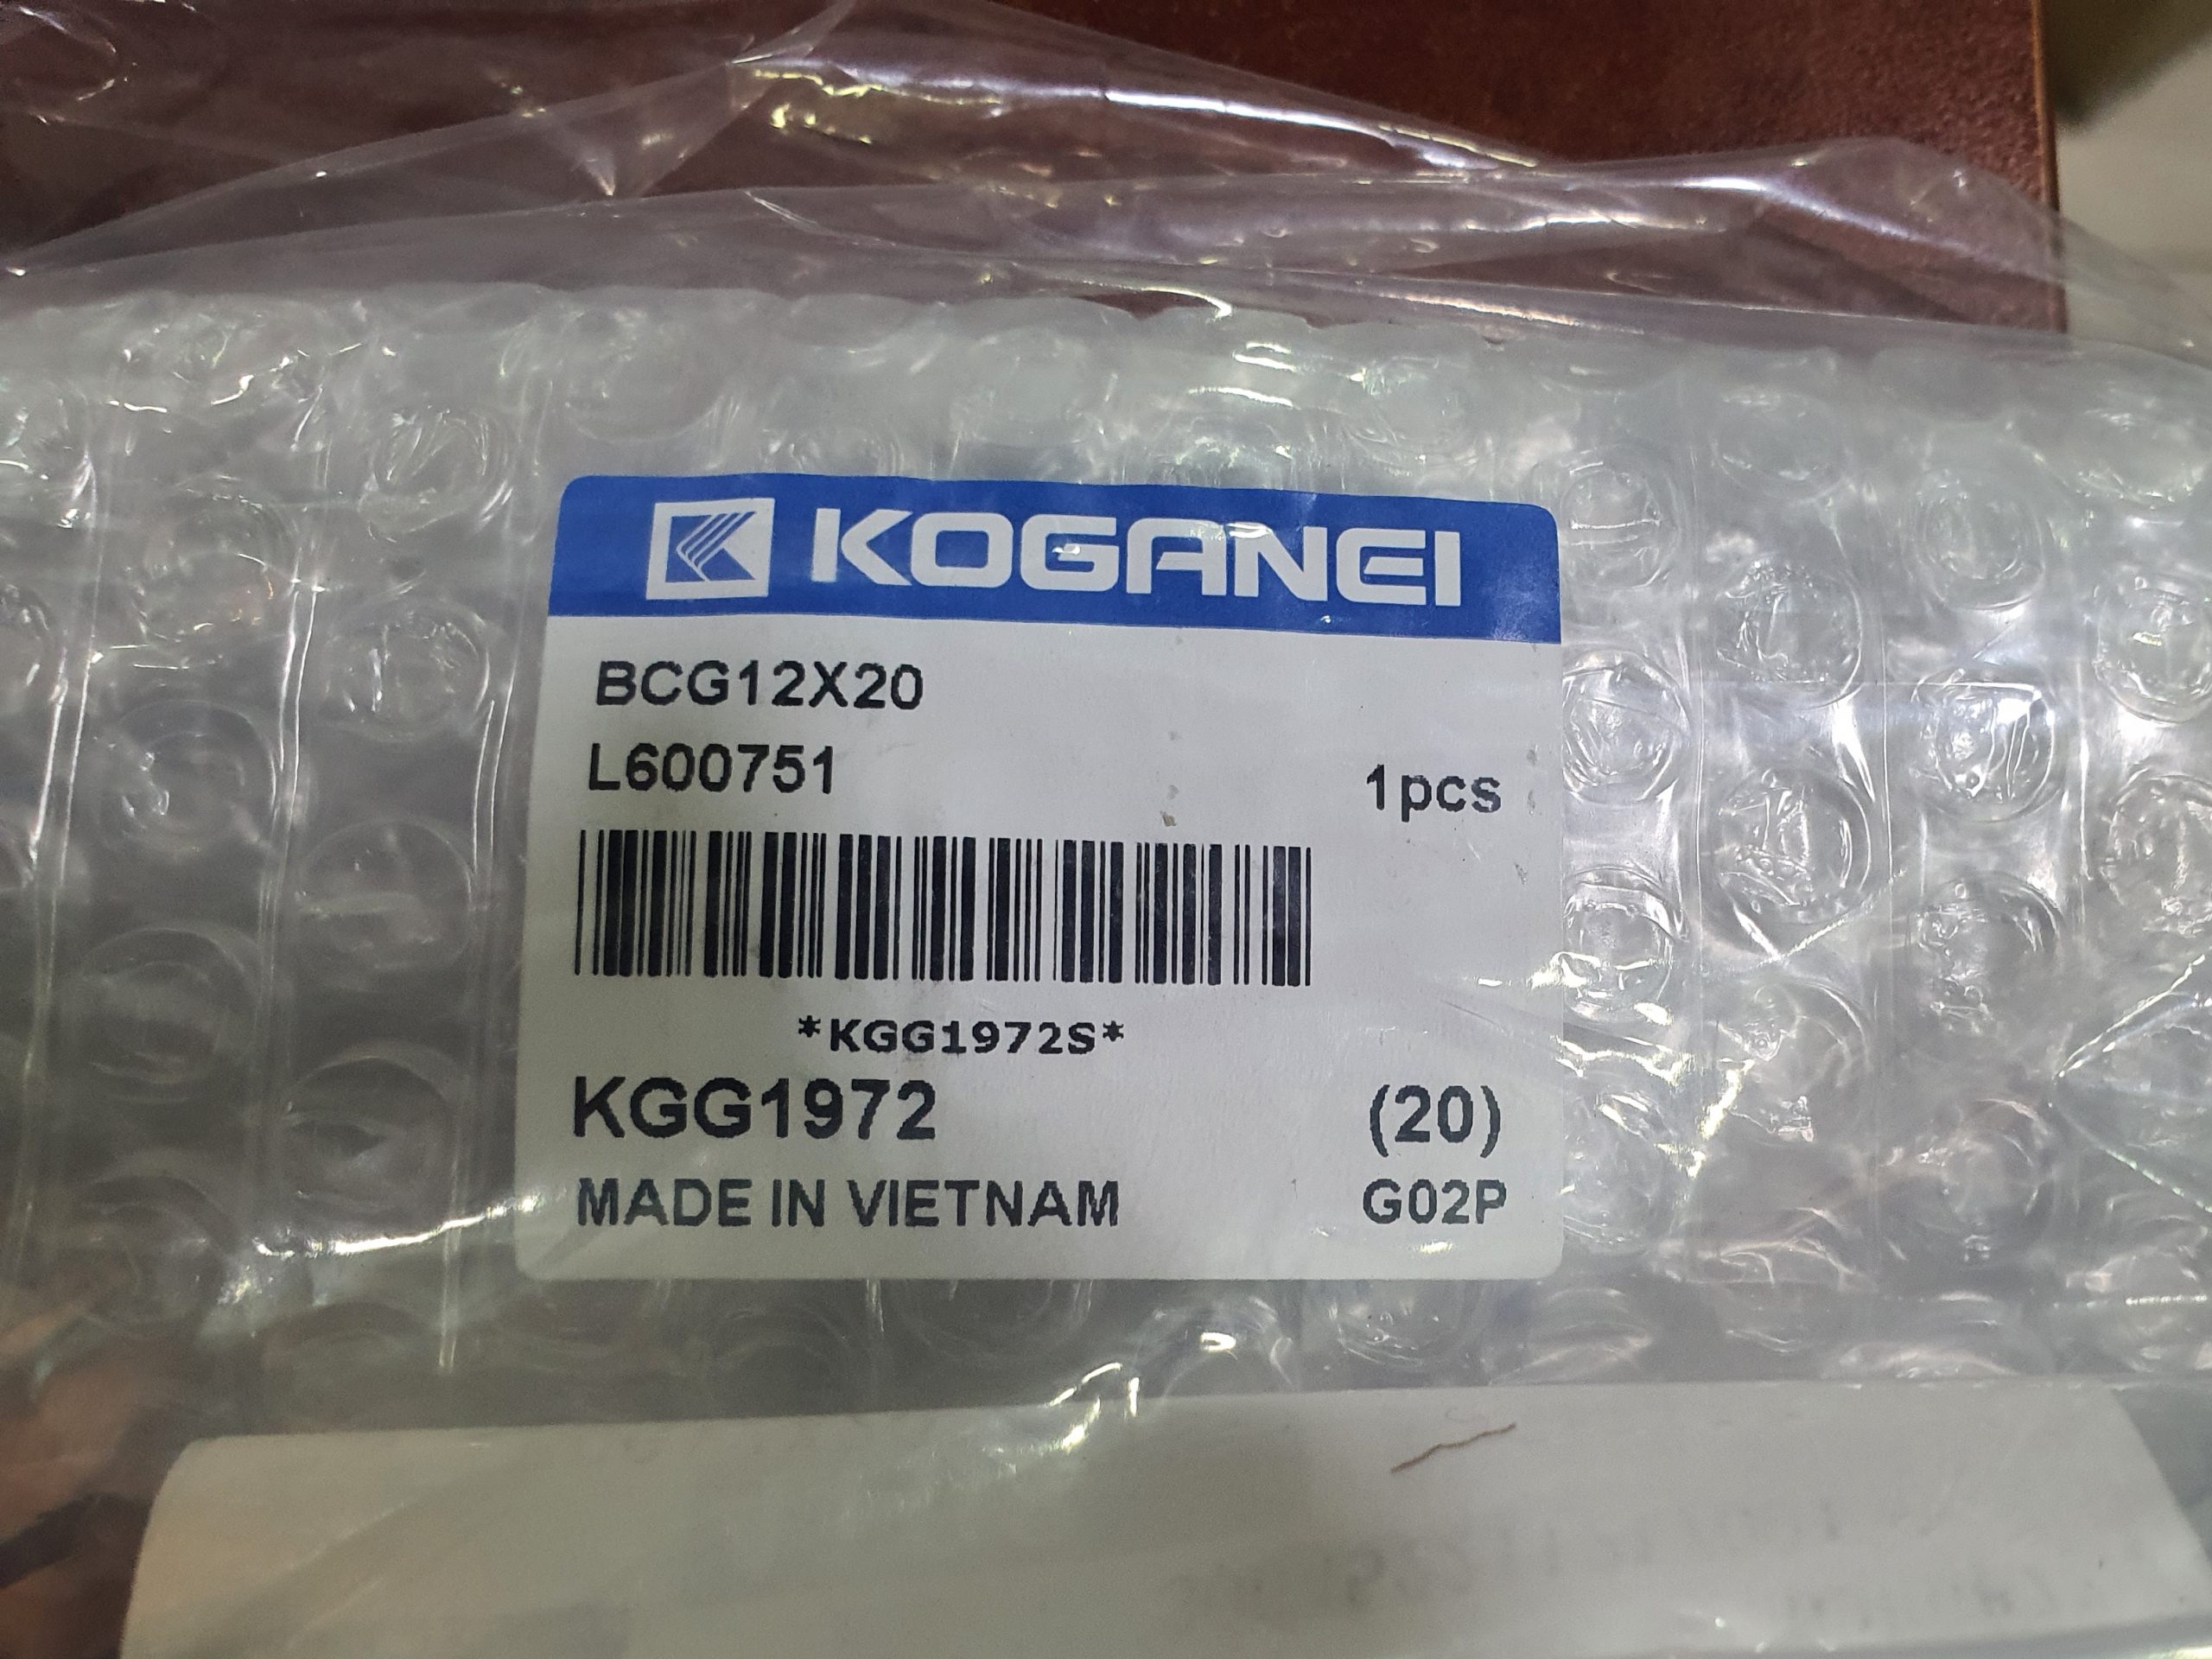 KOGANEI
BCG12X20
L600751
1pcs
*KGG1972S*
KGG1972
(20)
MADE IN VIETNAM
G02P